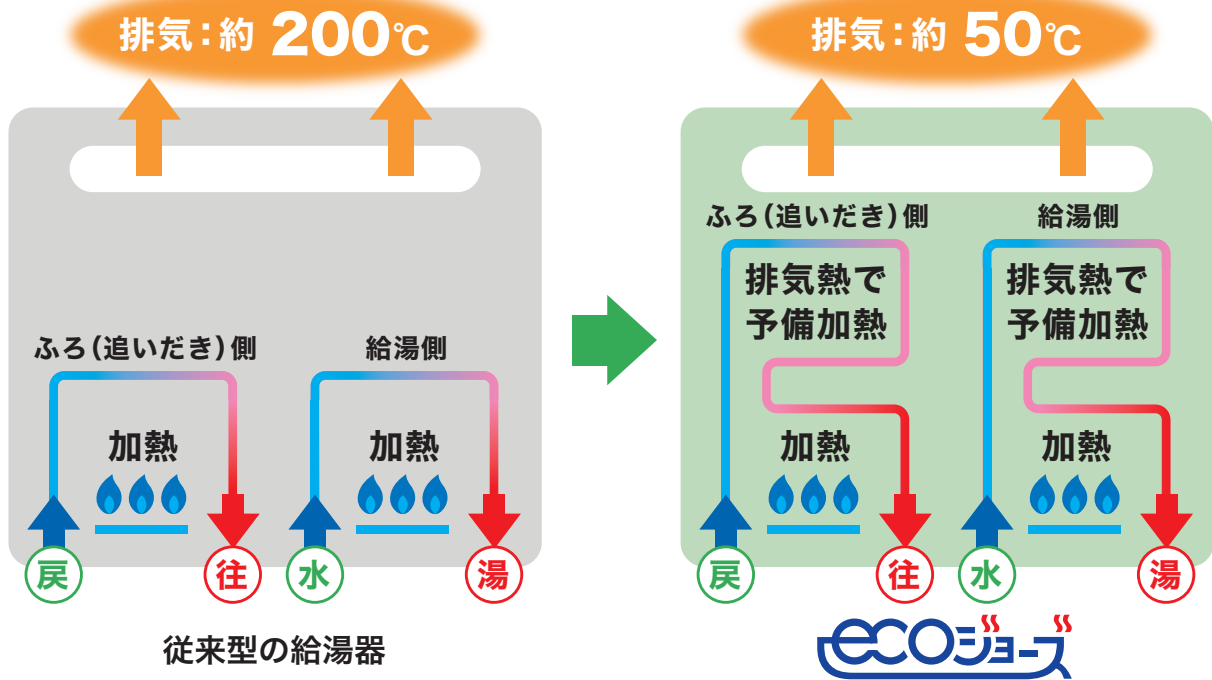 排気：約 200℃
ふろ（追いだき）側
給湯側
加熱
加熱
戻
往
水
湯
従来型の給湯器
排気：約 50℃
ふろ（追いだき）側
給湯側
排気熱で
予備加熱
排気熱で
予備加熱
加熱
加熱
戻
往
水
湯
ecoジョーズ